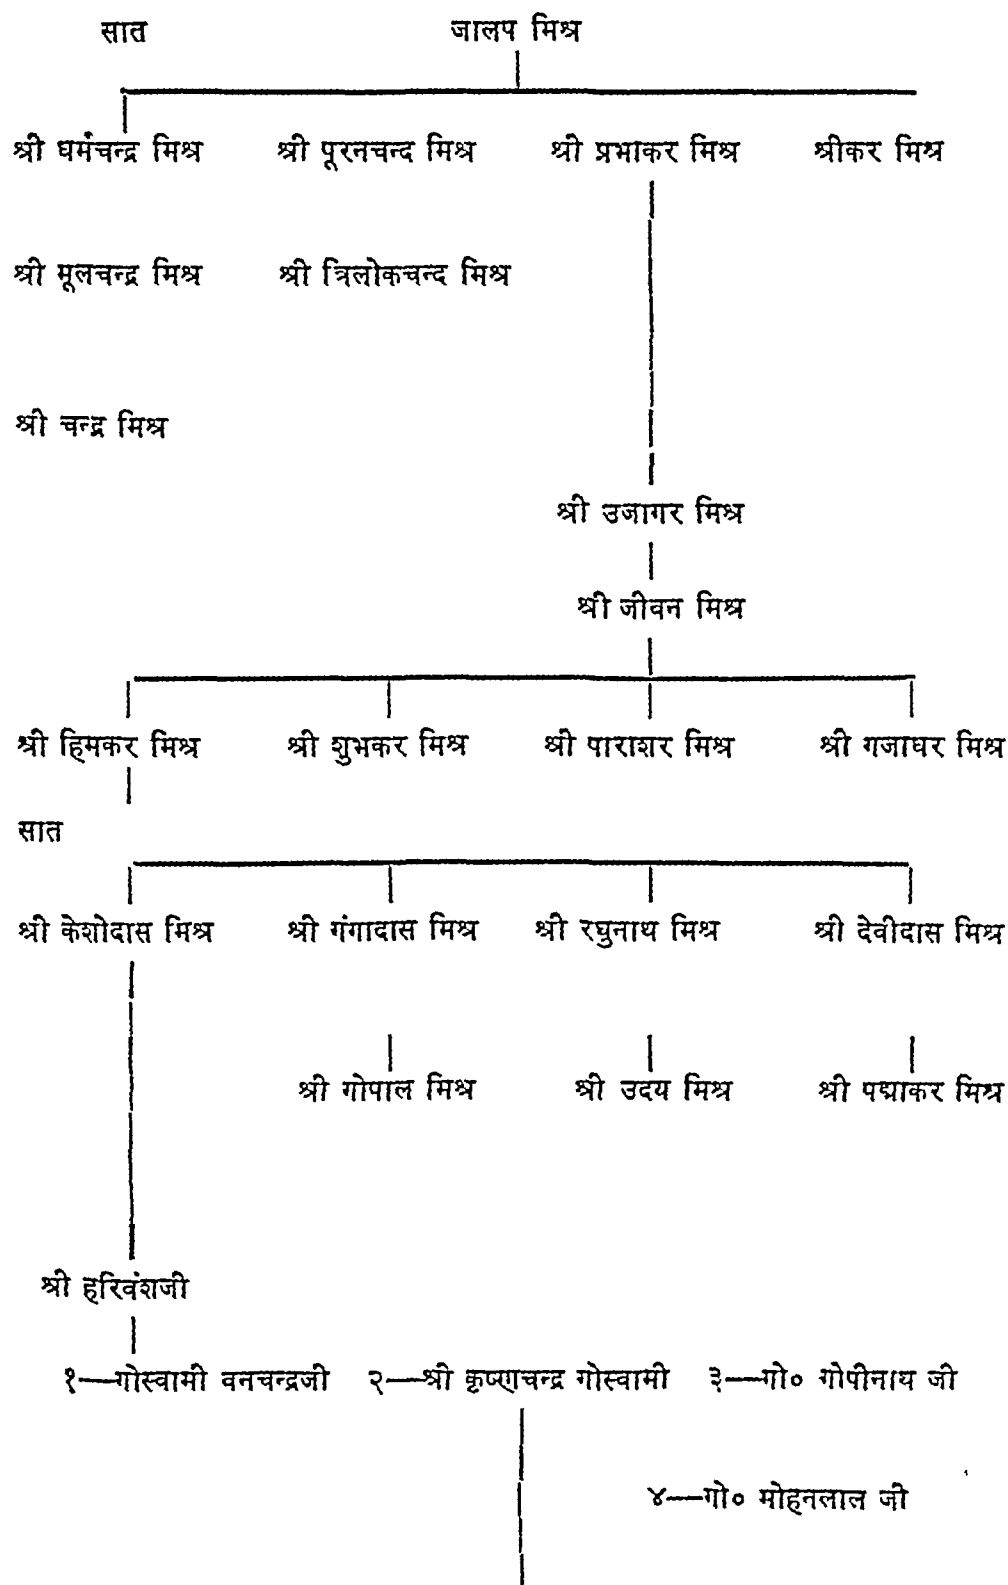 सात जालप मिश्र
श्री धर्मचन्द्र मिश्र श्री पूरनचन्द मिश्र श्री प्रभाकर मिश्र श्रीकर मिश्र
श्री मूलचन्द्र मिश्र श्री त्रिलोकचन्द मिश्र
श्री चन्द्र मिश्र
श्री उजागर मिश्र
श्री जीवन मिश्र
श्री हिमकर मिश्र श्री शुभकर मिश्र श्री पाराशर मिश्र श्री गजाधर मिश्र
सात
श्री केशोदास मिश्र श्री गंगादास मिश्र श्री रघुनाथ मिश्र श्री देवीदास मिश्र
श्री गोपाल मिश्र श्री उदय मिश्र श्री पद्माकर मिश्र
श्री हरिवंशजी
१—गोस्वामी वनचन्द्रजी २—श्री कृष्णचन्द्र गोस्वामी ३—गो० गोपीनाथ जी
४—गो० मोहनलाल जी